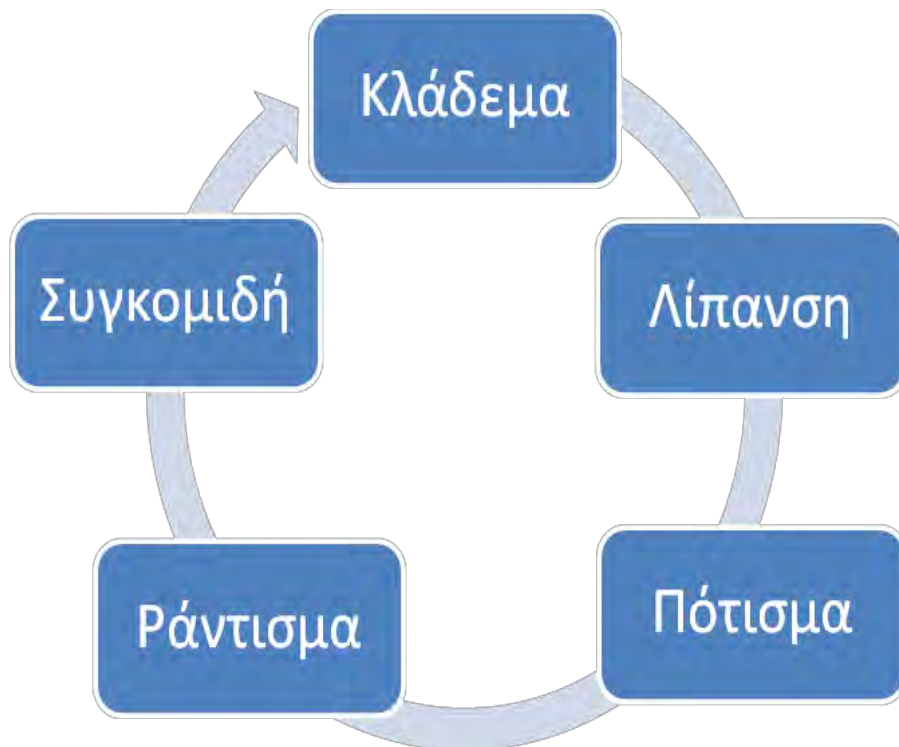 Κλάδεμα
Λίπανση
Πότισμα
Ράντισμα
Συγκομιδή